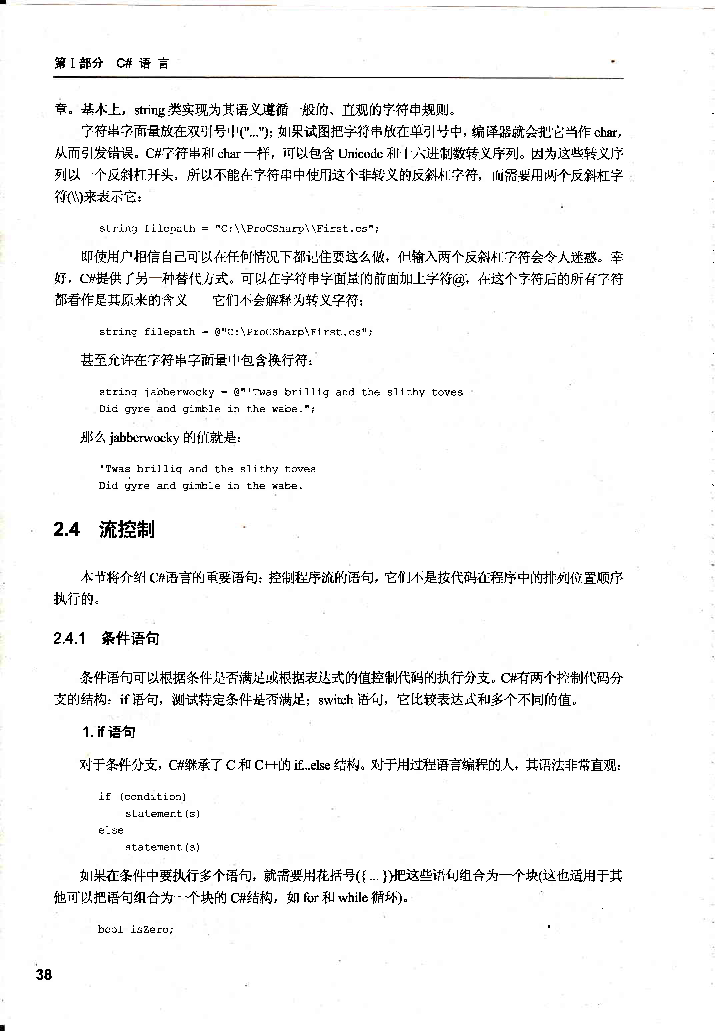 第 I 部分 C# 语 言
章。基本上，string 类实现为其语义遵循一般的、直观的字符串规则。
字符串字面量放在双引号中("...")；如果试图把字符串放在单引号中，编译器就会把它当作 char，
从而引发错误。C#字符串和 char 一样，可以包含 Unicode 和十六进制数转义序列。因为这些转义序
列以一个反斜杠开头，所以不能在字符串中使用这个非转义的反斜杠字符，而需要用两个反斜杠字
符(\\)来表示它：
string filepath = "C:\\ProCSharp\\First.cs";
即使用户相信自己可以在任何情况下都记住要这么做，但输入两个反斜杠字符会令人迷惑。幸
好，C#提供了另一种替代方式。可以在字符串字面量的前面加上字符@，在这个字符后的所有字符
都看作是其原来的含义——它们不会解释为转义字符：
string filepath = @"C:\ProCSharp\First.cs";
甚至允许在字符串字面量中包含换行符：
string jabberwocky = @"'Twas brillig and the slithy toves
Did gyre and gimble in the wabe.";
那么 jabberwocky 的值就是：
'Twas brillig and the slithy toves
Did gyre and gimble in the wabe.
2.4 流控制
本节将介绍 C#语言的重要语句：控制程序流的语句，它们不是按代码在程序中的排列位置顺序
执行的。
2.4.1 条件语句
条件语句可以根据条件是否满足或根据表达式的值控制代码的执行分支。C#有两个控制代码分
支的结构：if 语句，测试特定条件是否满足；switch 语句，它比较表达式和多个不同的值。
1. if 语句
对于条件分支，C#继承了 C 和 C++的 if...else 结构。对于用过程语言编程的人，其语法非常直观：
if (condition)
statement(s)
else
statement(s)
如果在条件中要执行多个语句，就需要用花括号({ ... })把这些语句组合为一个块(这也适用于其
他可以把语句组合为一个块的 C#结构，如 for 和 while 循环)。
bool isZero;
38